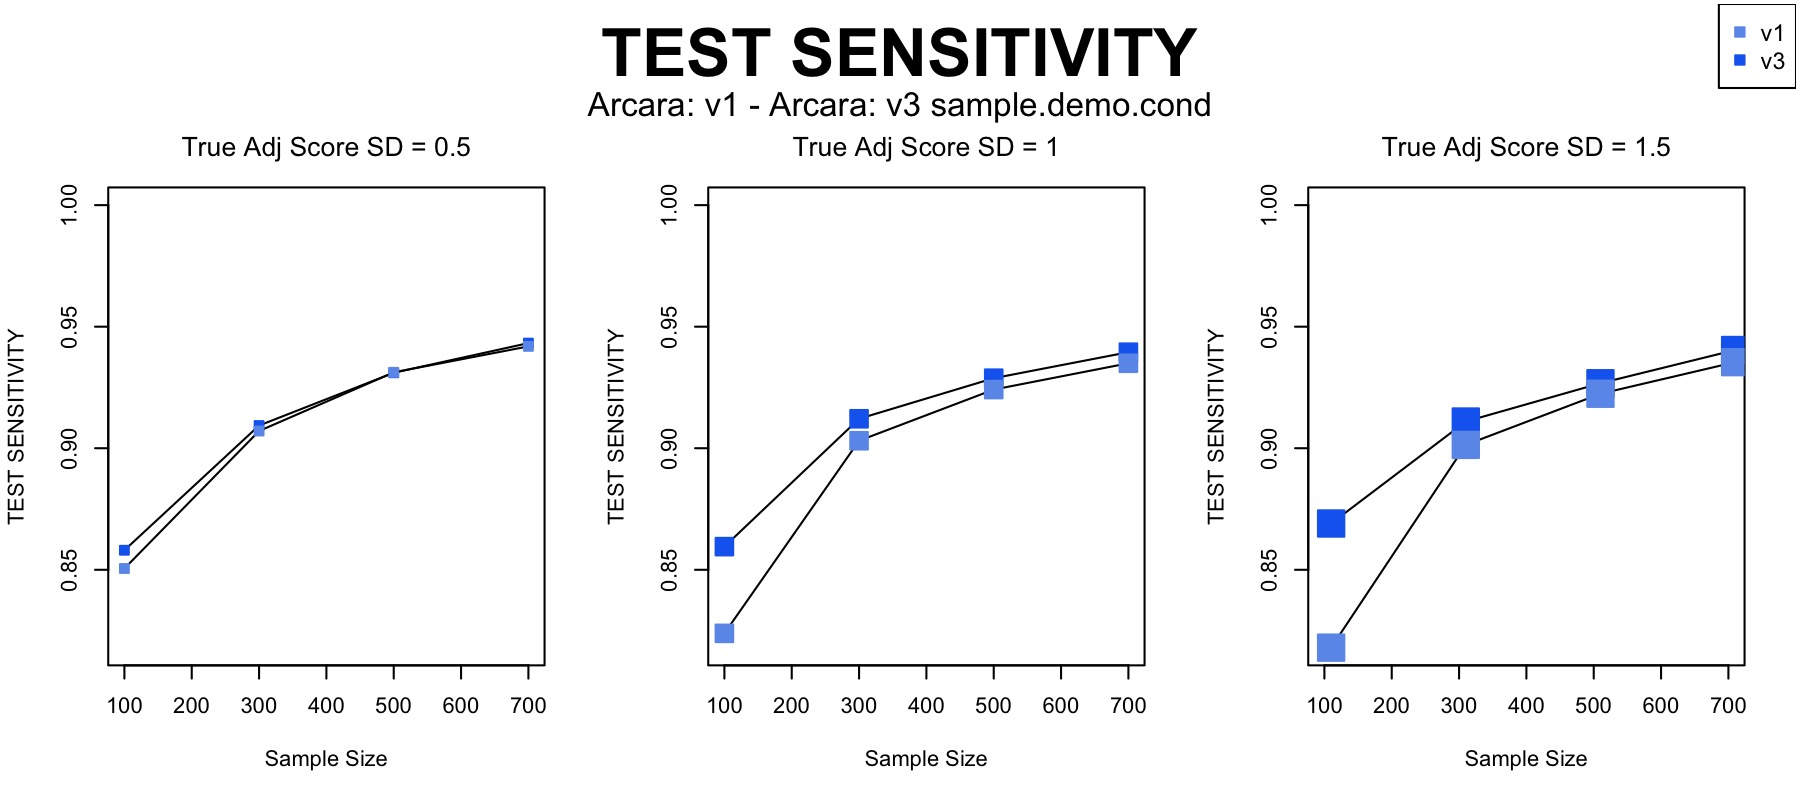 TEST SENSITIVITY
Arcara: v1 - Arcara: v3 sample.demo.cond
v1
v3
True Adj Score SD = 0.5
1.00
0.95
0.90
0.85
TEST SENSITIVITY
100 200 300 400 500 600 700
Sample Size
True Adj Score SD = 1
1.00
0.95
0.90
0.85
TEST SENSITIVITY
100 200 300 400 500 600 700
Sample Size
True Adj Score SD = 1.5
1.00
0.95
0.90
0.85
TEST SENSITIVITY
100 200 300 400 500 600 700
Sample Size